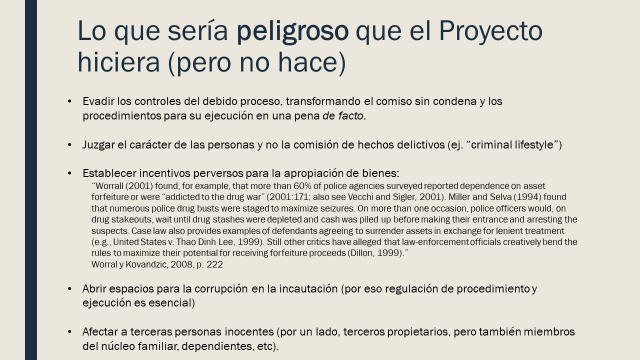 Lo que sería peligroso que el Proyecto
hiciera (pero no hace)
• Evadir los controles del debido proceso, transformando el comiso sin condena y los
procedimientos para su ejecución en una pena de facto.
• Juzgar el carácter de las personas y no la comisión de hechos delictivos (ej. “criminal lifestyle”)
• Establecer incentivos perversos para la apropiación de bienes:
“Worrall (2001) found, for example, that more than 60% of police agencies surveyed reported dependence on asset
forfeiture or were “addicted to the drug war” (2001:171; also see Vecchi and Sigler, 2001). Miller and Selva (1994) found
that numerous police drug busts were staged to maximize seizures. On more than one occasion, police officers would, on
drug stakeouts, wait until drug stashes were depleted and cash was piled up before making their entrance and arresting the
suspects. Case law also provides examples of defendants agreeing to surrender assets in exchange for lenient treatment
(e.g., United States v. Thao Dinh Lee, 1999). Still other critics have alleged that law-enforcement officials creatively bend the
rules to maximize their potential for receiving forfeiture proceeds (Dillon, 1999).”
Worral y Kovandzic, 2008, p. 222
• Abrir espacios para la corrupción en la incautación (por eso regulación de procedimiento y
ejecución es esencial)
• Afectar a terceras personas inocentes (por un lado, terceros propietarios, pero también miembros
del núcleo familiar, dependientes, etc).